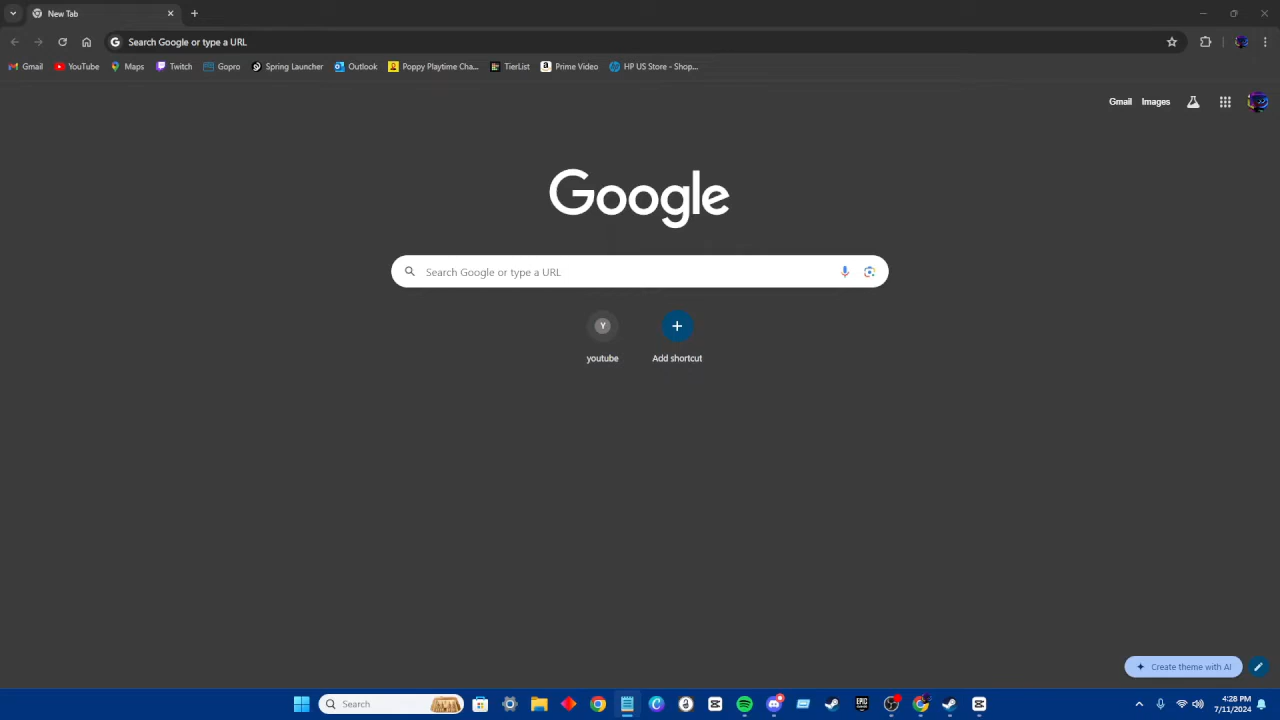 New Tab
Search Google or type a URL
Gmail YouTube Maps Twitch Gopro Spring Launcher Outlook Poppy Playtime Cha... TierList Prime Video HP US Store - Shop...
Gmail Images
Google
Search Google or type a URL
Y
youtube Add shortcut
Create theme with AI
Search
EPIC
4:28 PM
7/11/2024